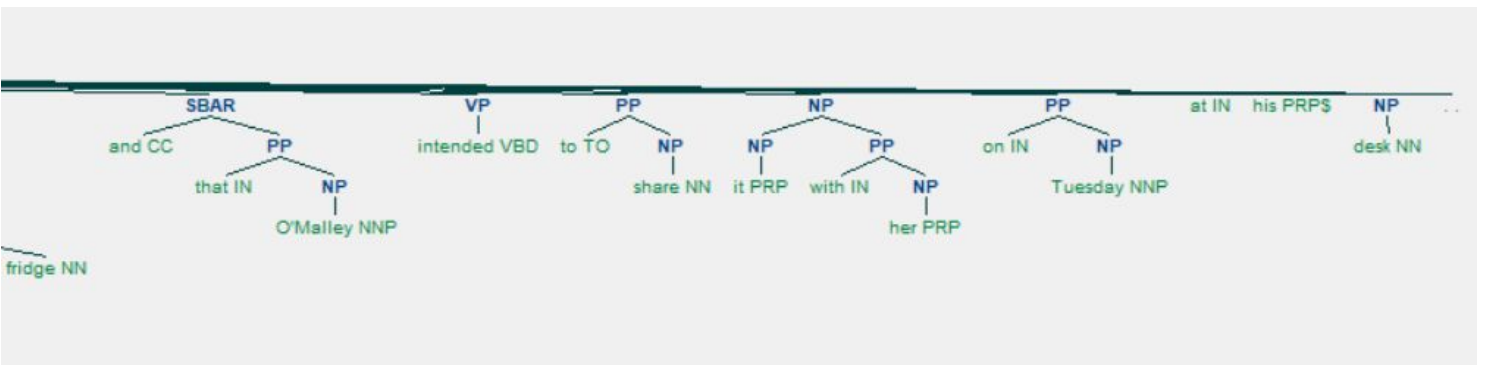 SBAR VP PP NP PP at IN his PRP$ NP . .
and CC PP intended VBD to TO NP NP PP on IN NP desk NN
that IN NP share NN it PRP with IN NP Tuesday NNP
O'Malley NNP her PRP
fridge NN